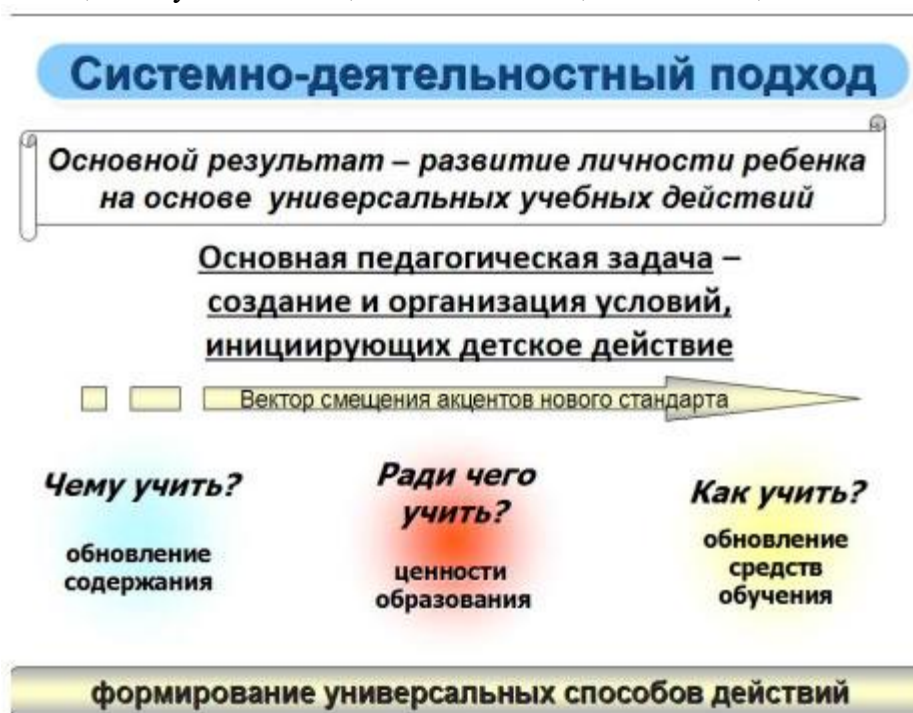 Системно-деятельностный подход
Основной результат – развитие личности ребенка
на основе универсальных учебных действий
Основная педагогическая задача –
создание и организация условий,
инициирующих детское действие
Вектор смещения акцентов нового стандарта
Чему учить?
обновление
содержания
Ради чего
учить?
ценности
образования
Как учить?
обновление
средств
обучения
формирование универсальных способов действий